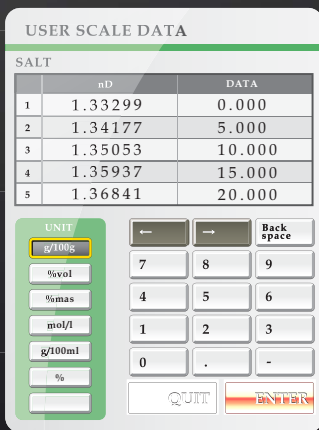 USER SCALE DATA
SALT
nD DATA
1 1.33299 0.000
2 1.34177 5.000
3 1.35053 10.000
4 1.35937 15.000
5 1.36841 20.000
UNIT
g/100g
%vol
%mas
mol/l
g/100ml
%
← → Back space
7 8 9
4 5 6
1 2 3
0 . -
QUIT ENTER